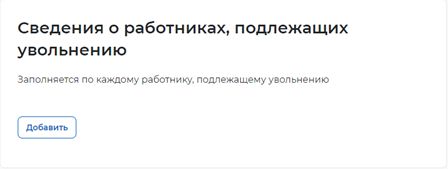 Сведения о работниках, подлежащих
увольнению
Заполняется по каждому работнику, подлежащему увольнению
Добавить